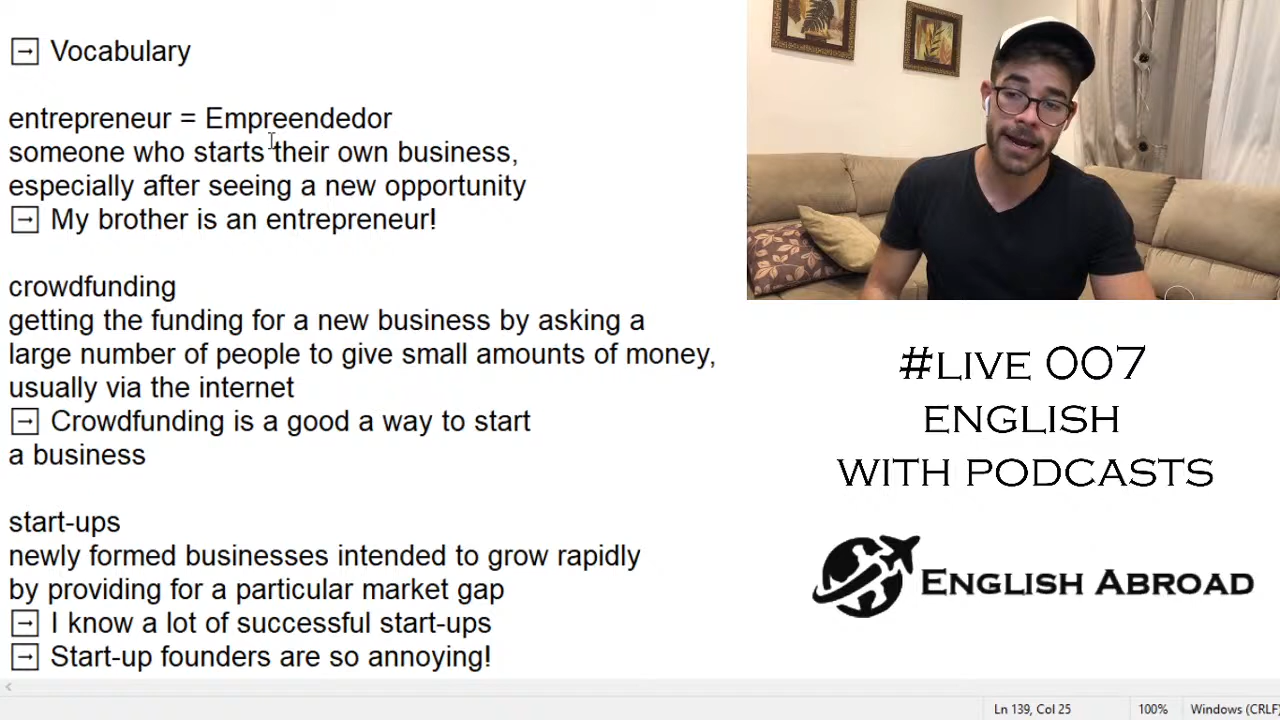 → Vocabulary
entrepreneur = Empreendedor
someone who starts their own business,
especially after seeing a new opportunity
→ My brother is an entrepreneur!
crowdfunding
getting the funding for a new business by asking a
large number of people to give small amounts of money,
usually via the internet
→ Crowdfunding is a good a way to start
a business
start-ups
newly formed businesses intended to grow rapidly
by providing for a particular market gap
→ I know a lot of successful start-ups
→ Start-up founders are so annoying!
#LIVE 007
ENGLISH
WITH PODCASTS
ENGLISH ABROAD
Ln 139, Col 25
100%
Windows (CRLF)